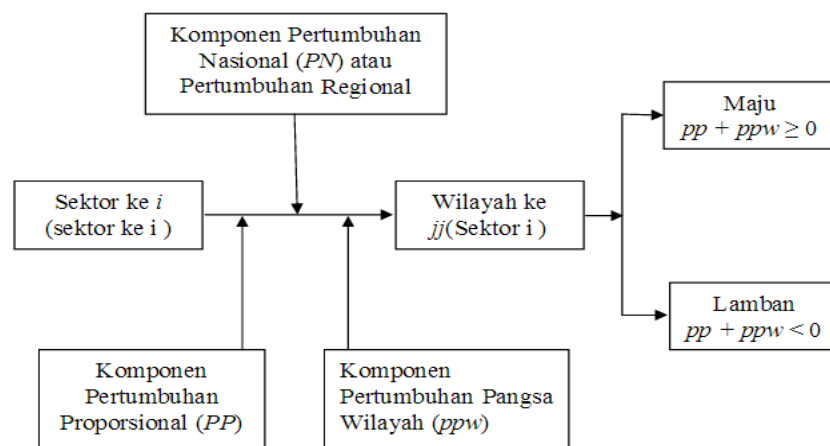 Komponen Pertumbuhan
Nasional (PN) atau
Pertumbuhan Regional
Maju
pp + ppw ≥ 0
Sektor ke i
(sektor ke i )
Wilayah ke
jj(Sektor i )
Lamban
pp + ppw < 0
Komponen
Pertumbuhan
Proporsional (PP)
Komponen
Pertumbuhan Pangsa
Wilayah (ppw)